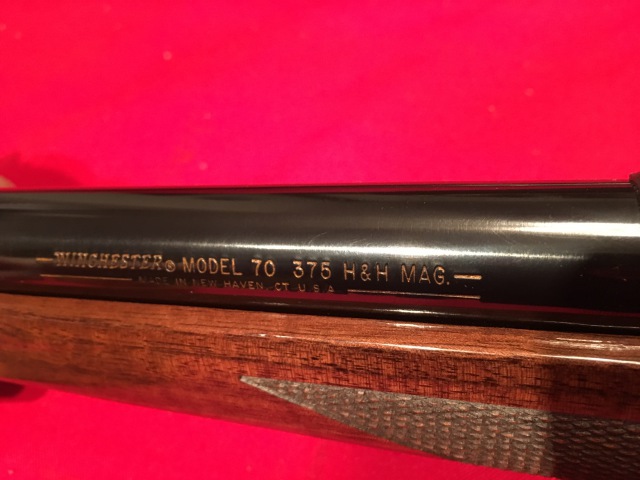 WINCHESTER® MODEL 70 375 H&H MAG.
MADE IN NEW HAVEN, CT U.S.A.